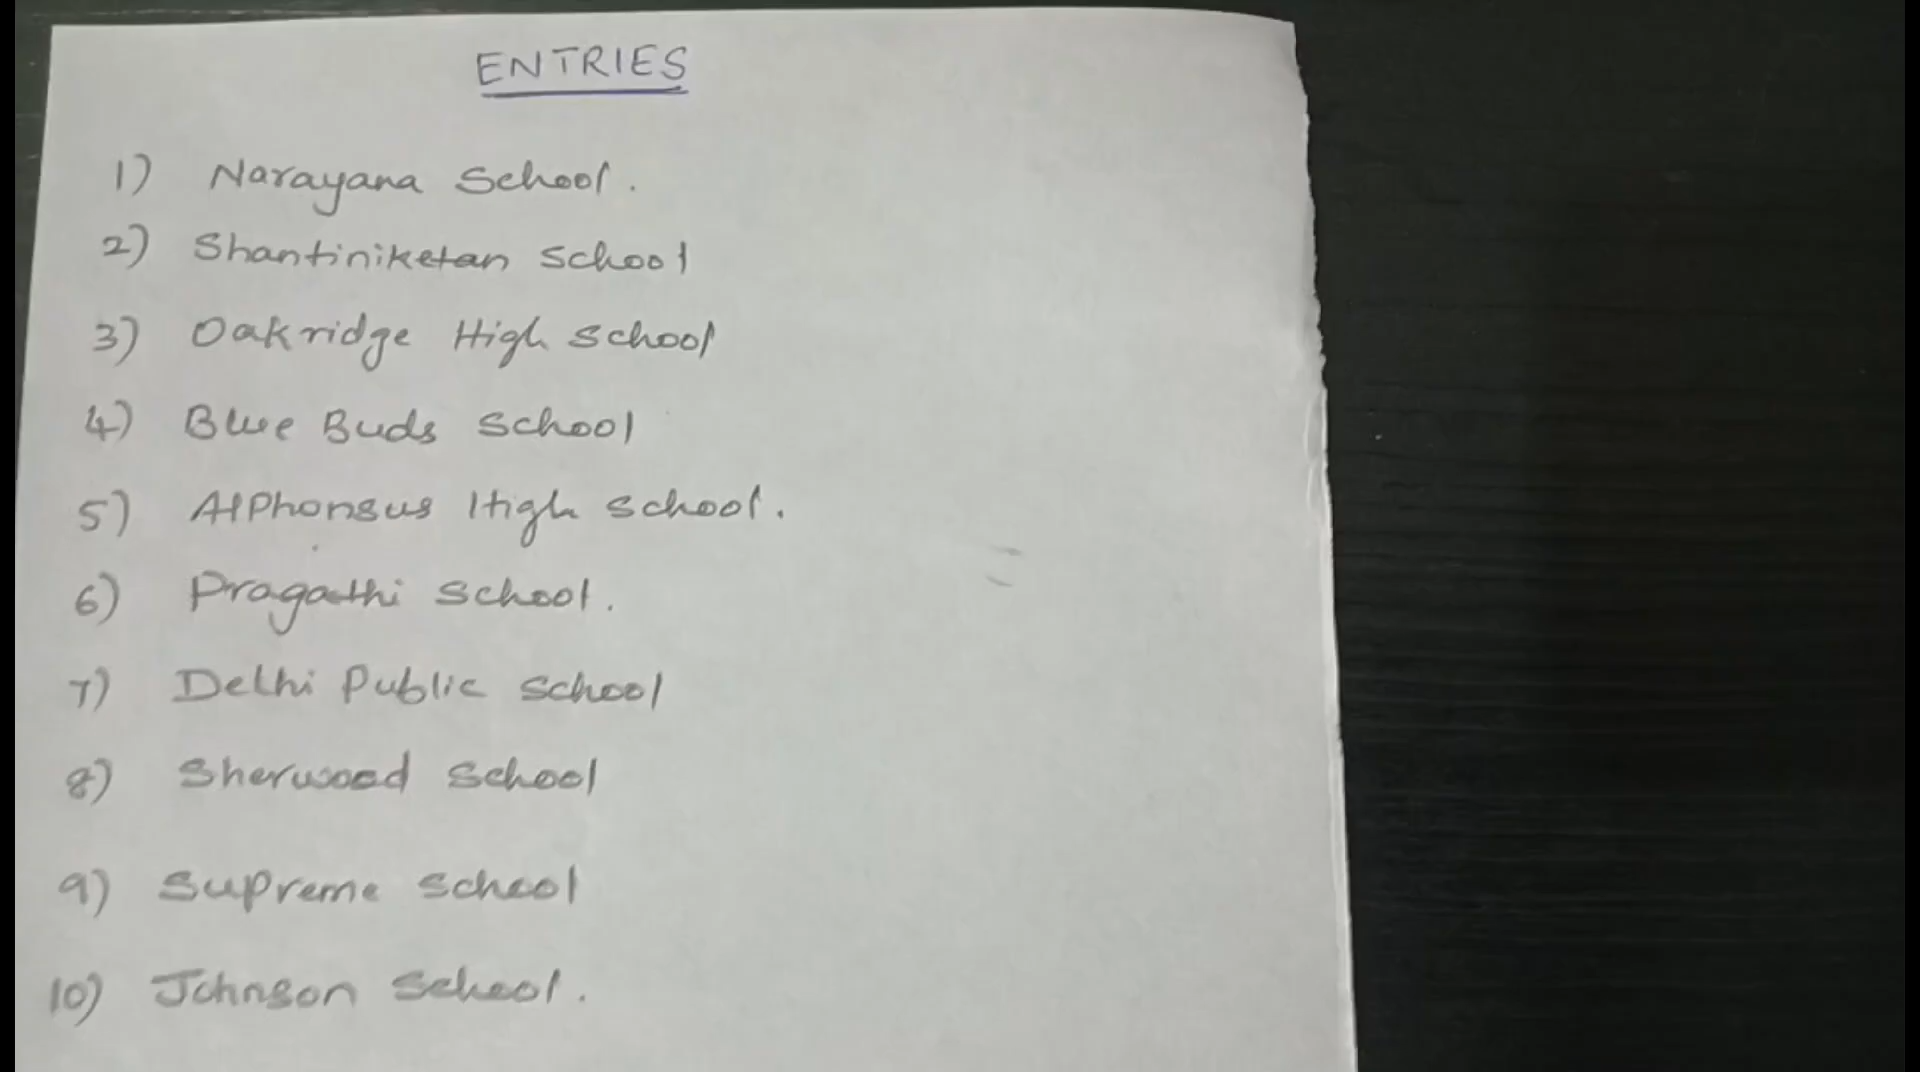 ENTRIES
1) Narayana School.
2) Shantiniketan School
3) Oakridge High School
4) Blue Buds School
5) Alphonsus High School.
6) Pragathi School.
7) Delhi Public School
8) Sherwood School
9) Supreme School
10) Johnson School.